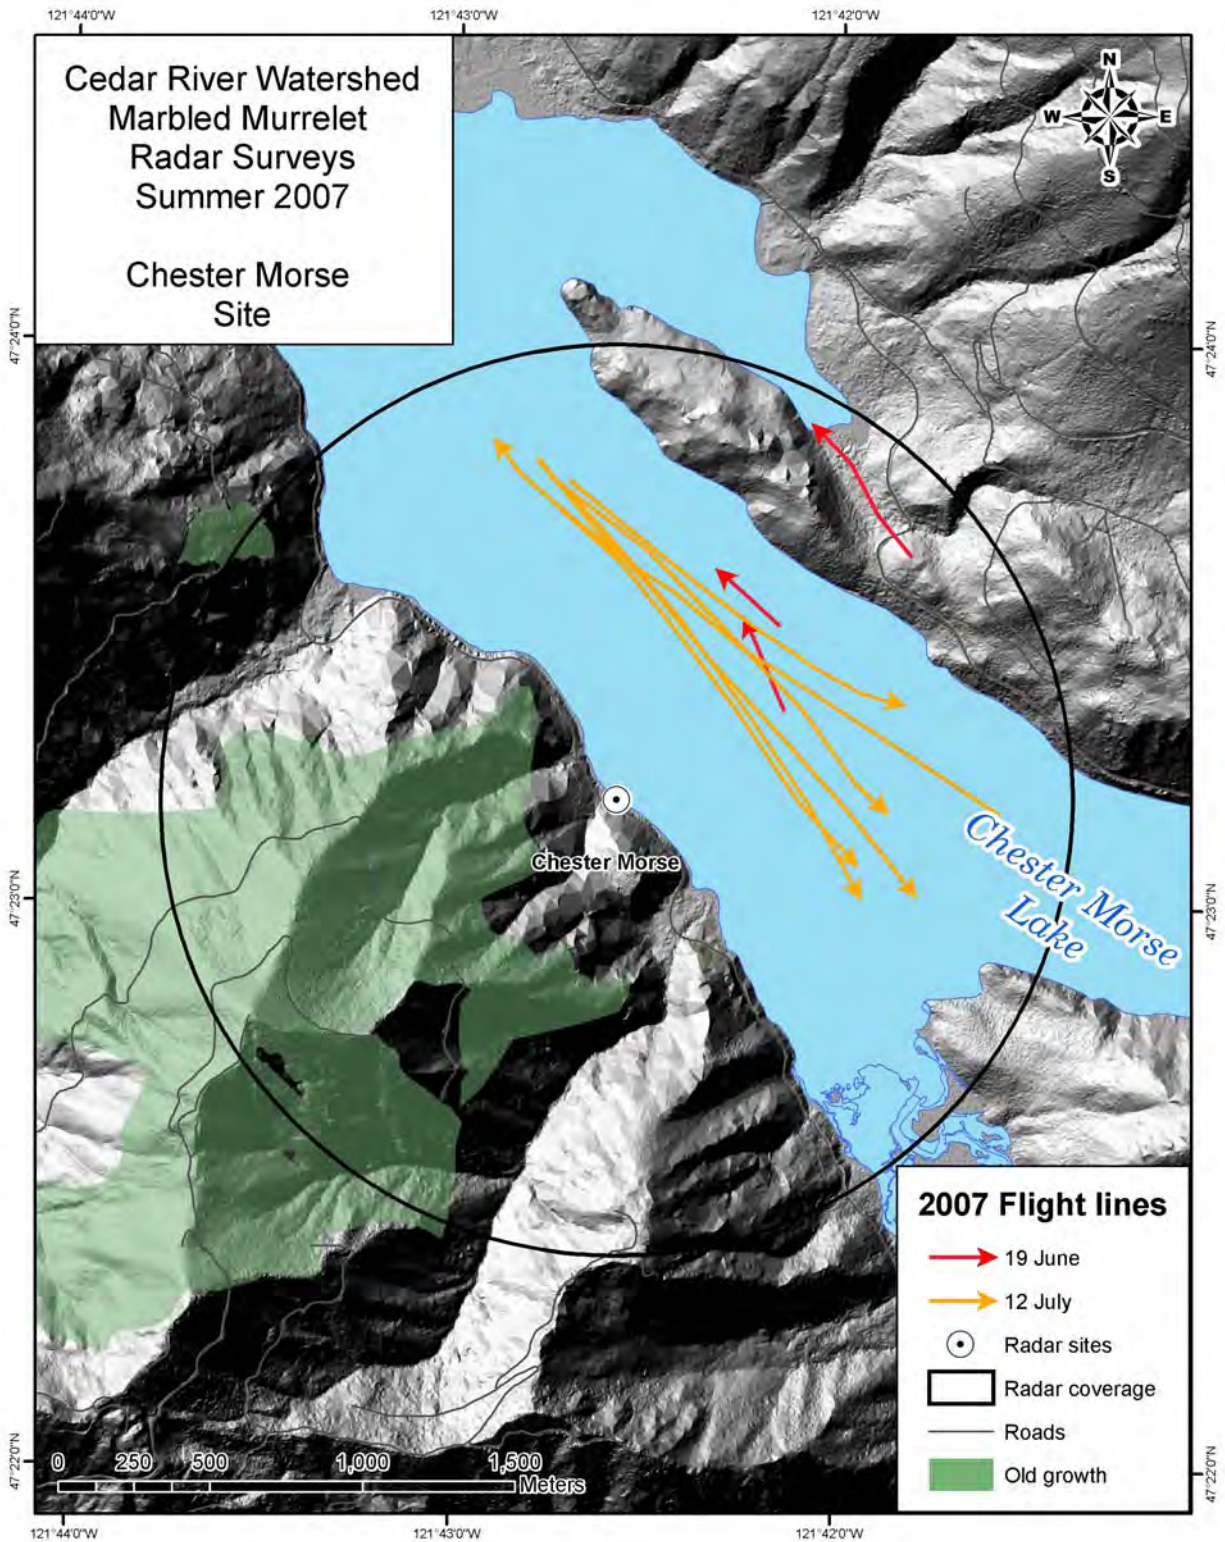 121°44'0"W
121°43'0"W
121°42'0"W
Cedar River Watershed
Marbled Murrelet
Radar Surveys
Summer 2007
Chester Morse
Site
N
W
E
S
47°24'0"N
47°24'0"N
Chester Morse
Chester Morse
Lake
47°23'0"N
47°23'0"N
2007 Flight lines
19 June
12 July
Radar sites
Radar coverage
Roads
Old growth
0 250 500 1,000 1,500
Meters
47°22'0"N
47°22'0"N
121°44'0"W
121°43'0"W
121°42'0"W